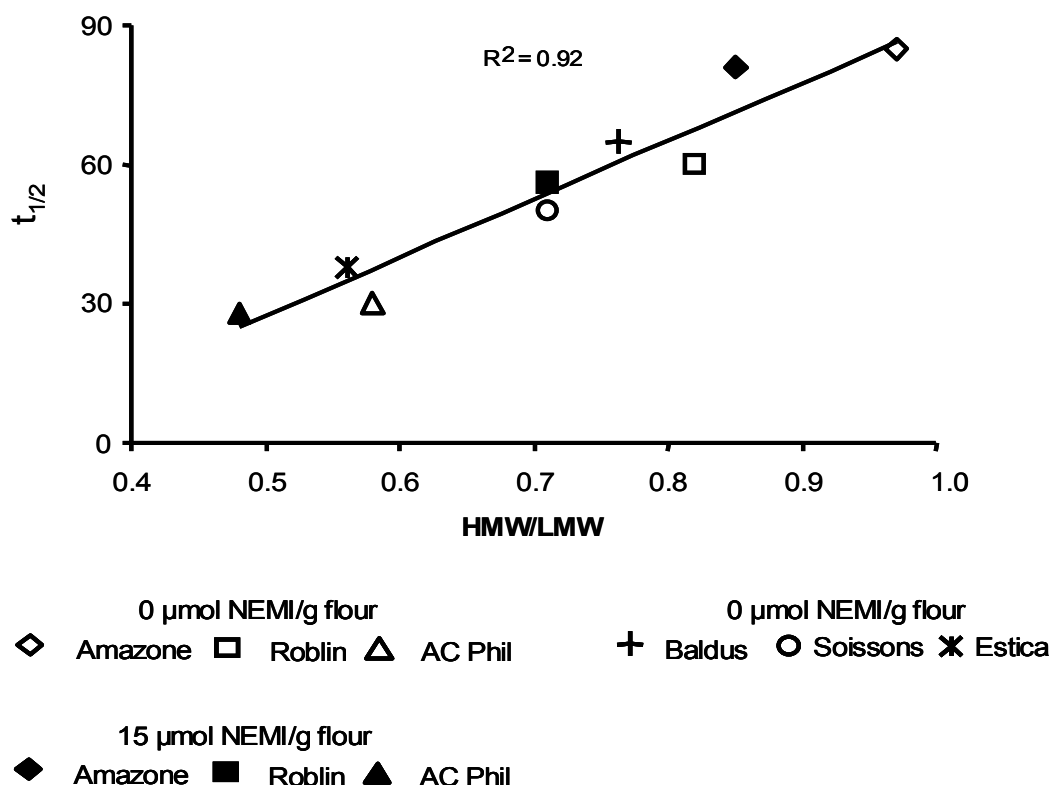 90
R² = 0.92
60
t1/2
30
0
0.4 0.5 0.6 0.7 0.8 0.9 1.0
HMW/LMW
0 µmol NEMI/g flour 0 µmol NEMI/g flour
Amazone Roblin AC Phil Baldus Soissons Estica
15 µmol NEMI/g flour
Amazone Roblin AC Phil